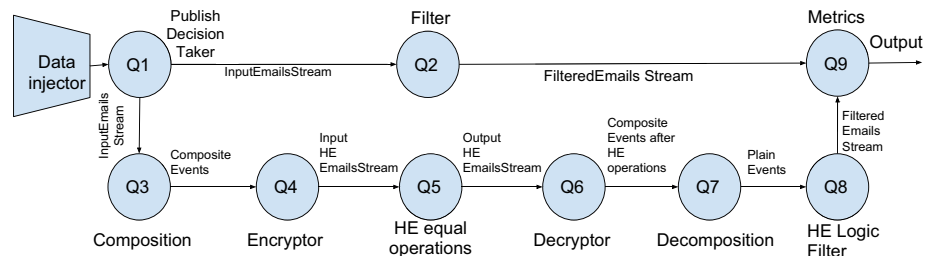 Publish
Decision
Taker
Filter
Metrics
Data
injector
Q1
Q2
Q9
Output
InputEmailsStream
FilteredEmails Stream
InputEmails
Stream
Composite
Events
Input
HE
EmailsStream
Output
HE
EmailsStream
Composite
Events after
HE
operations
Plain
Events
Filtered
Emails
Stream
Q3
Q4
Q5
Q6
Q7
Q8
Composition
Encryptor
HE equal
operations
Decryptor
Decomposition
HE Logic
Filter